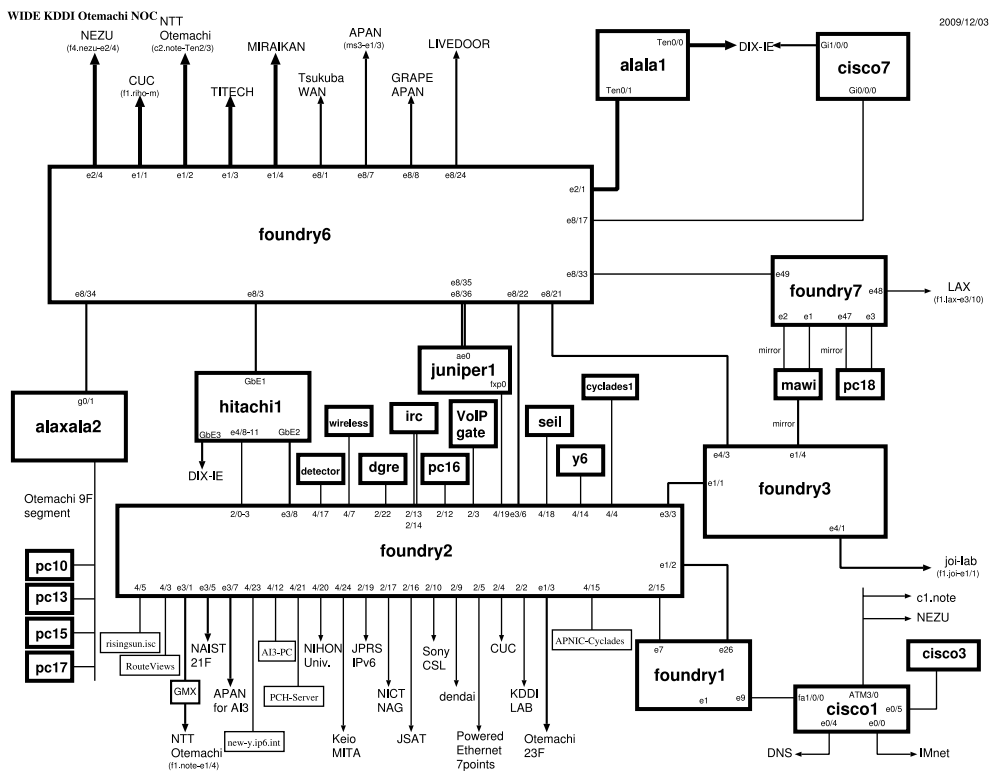 WIDE KDDI Otemachi NOC
2009/12/03
NEZU
(f4.nezu-e2/4)
CUC
(f1.riho-m)
NTT
Otemachi
(c2.note-Ten2/3)
TITECH
MIRAIKAN
Tsukuba
WAN
APAN
(ms3-e1/3)
GRAPE
APAN
LIVEDOOR
Ten0/0
alala1
Ten0/1
DIX-IE
Gi1/0/0
cisco7
Gi0/0/0
e2/4
e1/1
e1/2
e1/3
e1/4
e8/1
e8/7
e8/8
e8/24
e2/1
e8/17
foundry6
e8/33
e8/34
e8/3
e8/35
e8/36
e8/22
e8/21
e49
foundry7
e48
LAX
(f1.lax-e3/10)
e2
e1
e47
e3
mirror
mirror
mawi
pc18
mirror
ae0
juniper1
fxp0
g0/1
alaxala2
GbE1
hitachi1
GbE3
e4/8-11
GbE2
DIX-IE
wireless
irc
VoIP
gate
seil
cyclades1
detector
dgre
pc16
y6
e4/3
e1/4
e1/1
foundry3
e4/1
joi-lab
(f1.joi-e1/1)
Otemachi 9F
segment
pc10
pc13
pc15
pc17
2/0-3
e3/8
4/17
4/7
2/22
2/13
2/14
2/12
2/3
4/19
e3/6
4/18
4/14
4/4
e3/3
foundry2
e1/2
4/5
4/3
e3/1
e3/5
e3/7
4/23
4/12
4/21
4/20
4/24
2/19
2/17
2/16
2/10
2/9
2/5
2/4
2/2
e1/3
4/15
2/15
risingsun.isc
RouteViews
GMX
NTT
Otemachi
(f1.note-e1/4)
NAIST
21F
APAN
for AI3
new-y.ip6.int
AI3-PC
PCH-Server
NIHON
Univ.
Keio
MITA
JPRS
IPv6
NICT
NAG
JSAT
Sony
CSL
dendai
Powered
Ethernet
7points
CUC
KDDI
LAB
Otemachi
23F
APNIC-Cyclades
e7
e26
foundry1
e1
e9
c1.note
NEZU
cisco3
fa1/0/0
ATM3/0
e0/5
cisco1
e0/4
e0/0
DNS
IMnet